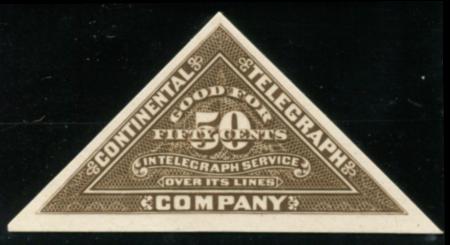 CONTINENTAL
TELEGRAPH
COMPANY
GOOD FOR
50
FIFTY CENTS
IN TELEGRAPH SERVICE
OVER ITS LINES